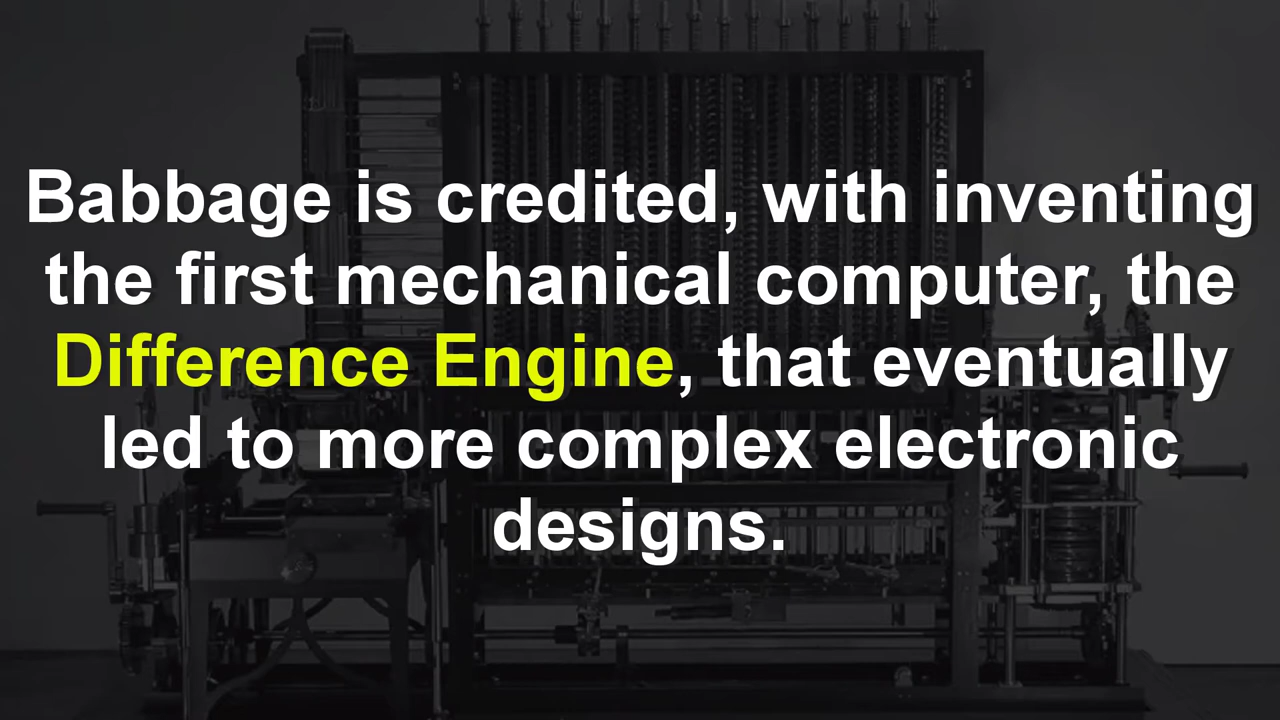 Babbage is credited, with inventing
the first mechanical computer, the
Difference Engine, that eventually
led to more complex electronic
designs.